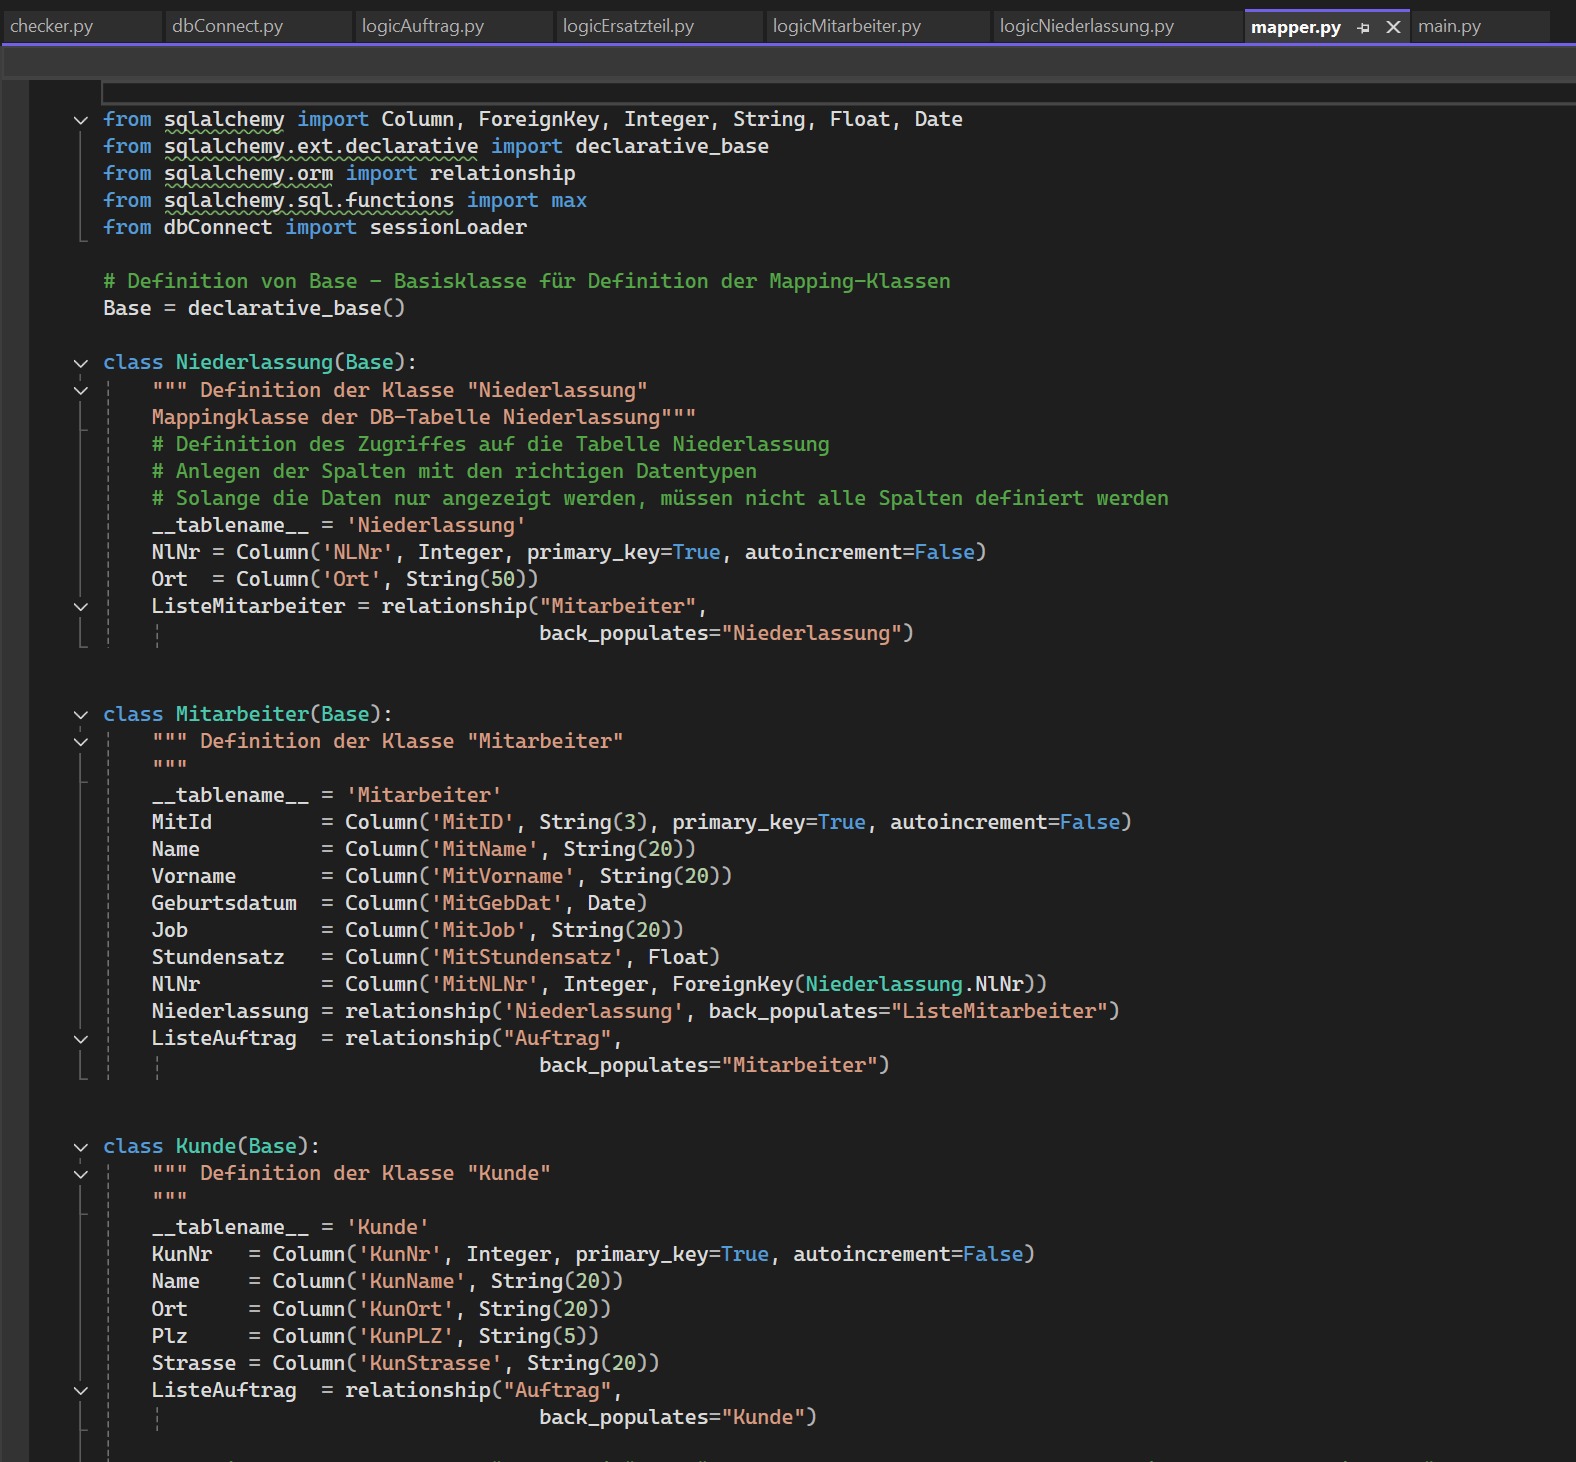 checker.py dbConnect.py logicAuftrag.py logicErsatzteil.py logicMitarbeiter.py logicNiederlassung.py mapper.py main.py
from sqlalchemy import Column, ForeignKey, Integer, String, Float, Date
from sqlalchemy.ext.declarative import declarative_base
from sqlalchemy.orm import relationship
from sqlalchemy.sql.functions import max
from dbConnect import sessionLoader
# Definition von Base - Basisklasse für Definition der Mapping-Klassen
Base = declarative_base()
class Niederlassung(Base):
""" Definition der Klasse "Niederlassung"
Mappingklasse der DB-Tabelle Niederlassung"""
# Definition des Zugriffes auf die Tabelle Niederlassung
# Anlegen der Spalten mit den richtigen Datentypen
# Solange die Daten nur angezeigt werden, müssen nicht alle Spalten definiert werden
__tablename__ = 'Niederlassung'
NlNr = Column('NLNr', Integer, primary_key=True, autoincrement=False)
Ort  = Column('Ort', String(50))
ListeMitarbeiter = relationship("Mitarbeiter",
back_populates="Niederlassung")
class Mitarbeiter(Base):
""" Definition der Klasse "Mitarbeiter"
"""
__tablename__ = 'Mitarbeiter'
MitId         = Column('MitID', String(3), primary_key=True, autoincrement=False)
Name          = Column('MitName', String(20))
Vorname       = Column('MitVorname', String(20))
Geburtsdatum  = Column('MitGebDat', Date)
Job           = Column('MitJob', String(20))
Stundensatz   = Column('MitStundensatz', Float)
NlNr          = Column('MitNLNr', Integer, ForeignKey(Niederlassung.NlNr))
Niederlassung = relationship('Niederlassung', back_populates="ListeMitarbeiter")
ListeAuftrag  = relationship("Auftrag",
back_populates="Mitarbeiter")
class Kunde(Base):
""" Definition der Klasse "Kunde"
"""
__tablename__ = 'Kunde'
KunNr   = Column('KunNr', Integer, primary_key=True, autoincrement=False)
Name    = Column('KunName', String(20))
Ort     = Column('KunOrt', String(20))
Plz     = Column('KunPLZ', String(5))
Strasse = Column('KunStrasse', String(20))
ListeAuftrag  = relationship("Auftrag",
back_populates="Kunde")